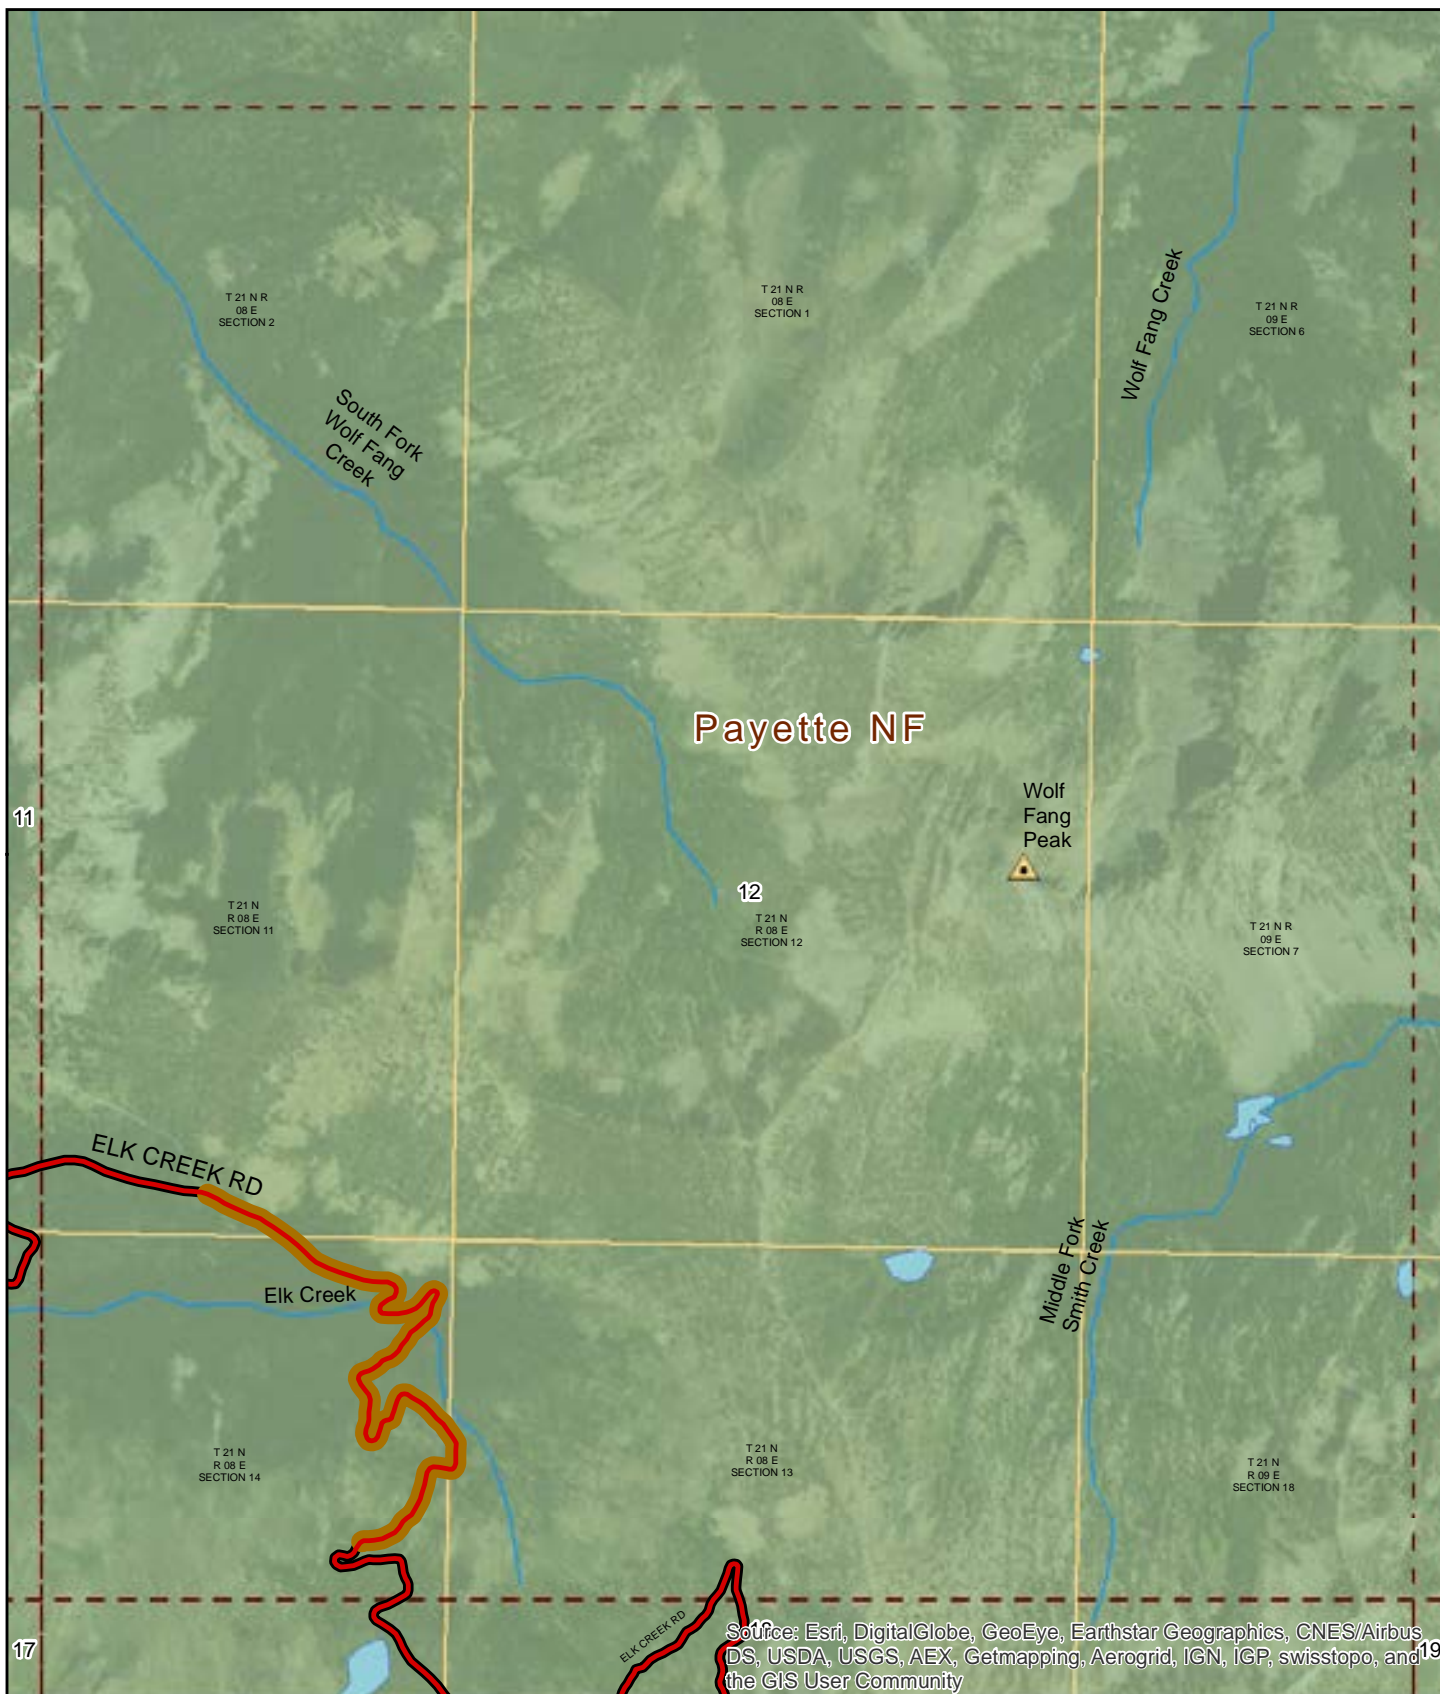 T 21 N R
08 E
SECTION 2
T 21 N R
08 E
SECTION 1
T 21 N R
09 E
SECTION 6
Wolf Fang Creek
South Fork
Wolf Fang
Creek
Payette NF
Wolf
Fang
Peak
11
12
T 21 N
R 08 E
SECTION 11
T 21 N
R 08 E
SECTION 12
T 21 N R
09 E
SECTION 7
ELK CREEK RD
Elk Creek
Middle Fork
Smith Creek
T 21 N
R 08 E
SECTION 14
T 21 N
R 08 E
SECTION 13
T 21 N
R 09 E
SECTION 18
ELK CREEK RD
17
19
Source: Esri, DigitalGlobe, GeoEye, Earthstar Geographics, CNES/Airbus
DS, USDA, USGS, AEX, Getmapping, Aerogrid, IGN, IGP, swisstopo, and
the GIS User Community